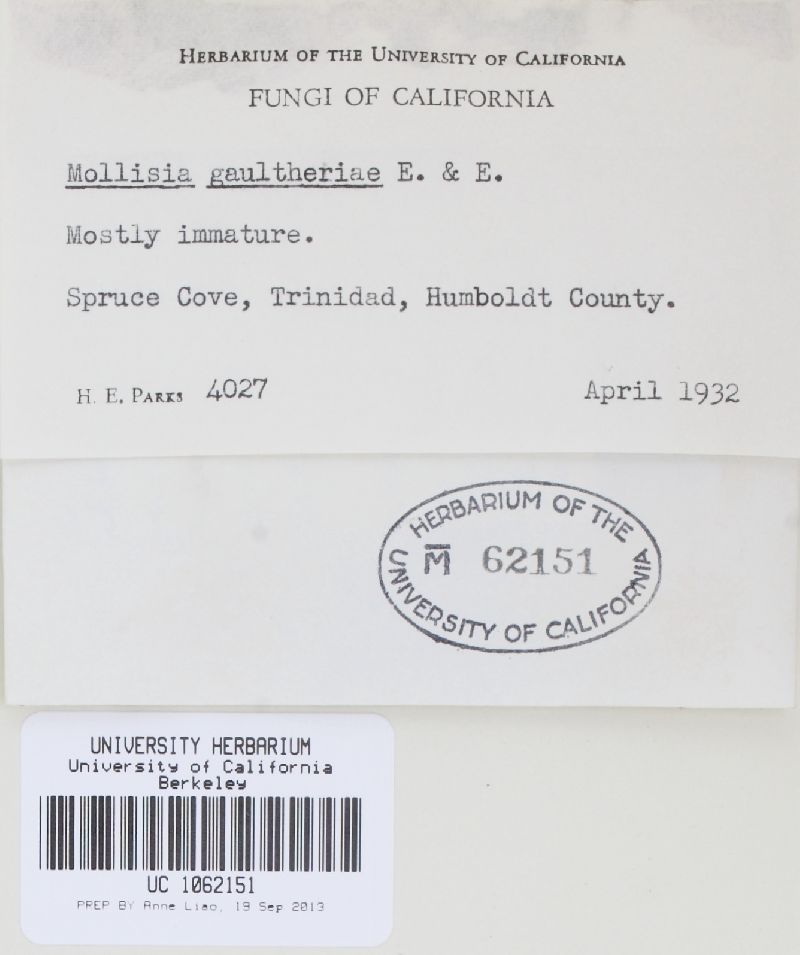 HERBARIUM OF THE UNIVERSITY OF CALIFORNIA
FUNGI OF CALIFORNIA
Mollisia gaultheriae E. & E.
Mostly immature.
Spruce Cove, Trinidad, Humboldt County.
H. E. PARKS 4027 April 1932
HERBARIUM OF THE
M̅ 62151
UNIVERSITY OF CALIFORNIA
UNIVERSITY HERBARIUM
University of California
Berkeley
UC 1062151
PREP BY Anne Liao, 19 Sep 2013